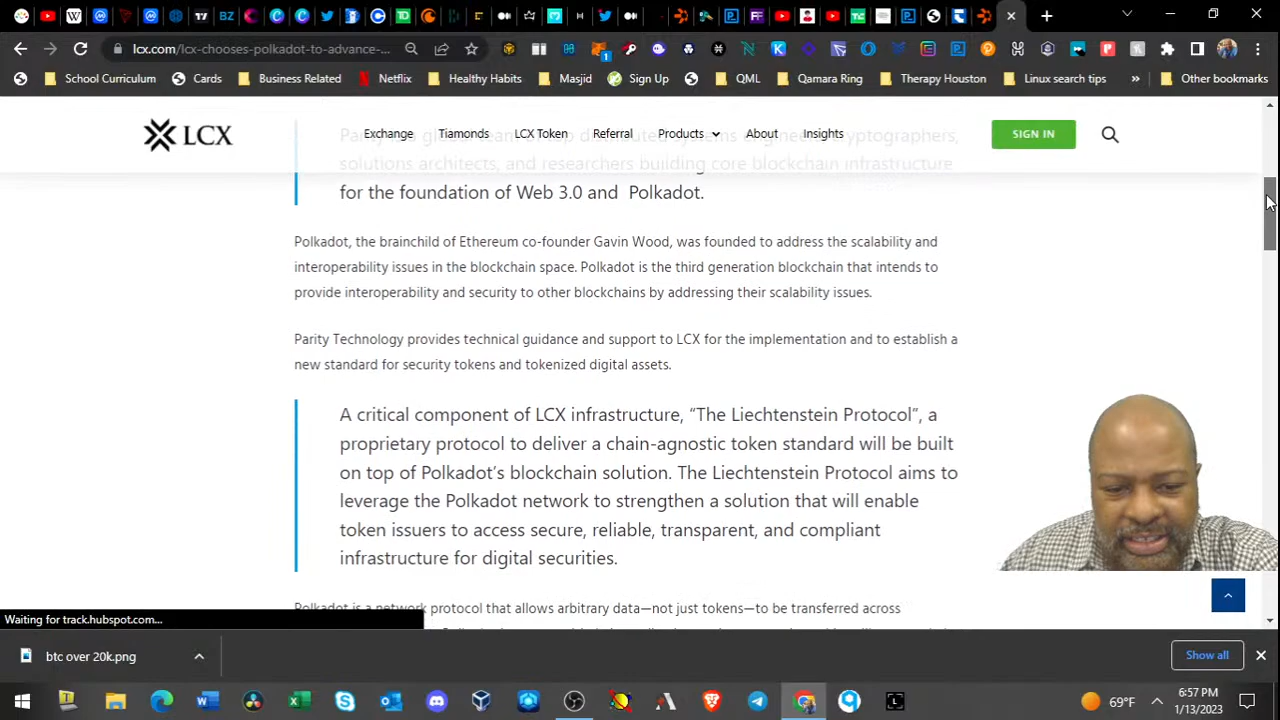 lcx.com/lcx-chooses-polkadot-to-advance-...
School Curriculum
Cards
Business Related
Netflix
Healthy Habits
Masjid
Sign Up
QML
Qamara Ring
Therapy Houston
Linux search tips
»
Other bookmarks
LCX
Exchange
Tiamonds
LCX Token
Referral
Products
About
Insights
SIGN IN
solutions architects, and researchers building core blockchain infrastructure
for the foundation of Web 3.0 and Polkadot.
Polkadot, the brainchild of Ethereum co-founder Gavin Wood, was founded to address the scalability and
interoperability issues in the blockchain space. Polkadot is the third generation blockchain that intends to
provide interoperability and security to other blockchains by addressing their scalability issues.
Parity Technology provides technical guidance and support to LCX for the implementation and to establish a
new standard for security tokens and tokenized digital assets.
A critical component of LCX infrastructure, “The Liechtenstein Protocol”, a
proprietary protocol to deliver a chain-agnostic token standard will be built
on top of Polkadot’s blockchain solution. The Liechtenstein Protocol aims to
leverage the Polkadot network to strengthen a solution that will enable
token issuers to access secure, reliable, transparent, and compliant
infrastructure for digital securities.
Polkadot is a network protocol that allows arbitrary data—not just tokens—to be transferred across
Waiting for track.hubspot.com...
btc over 20k.png
Show all
69°F
6:57 PM
1/13/2023